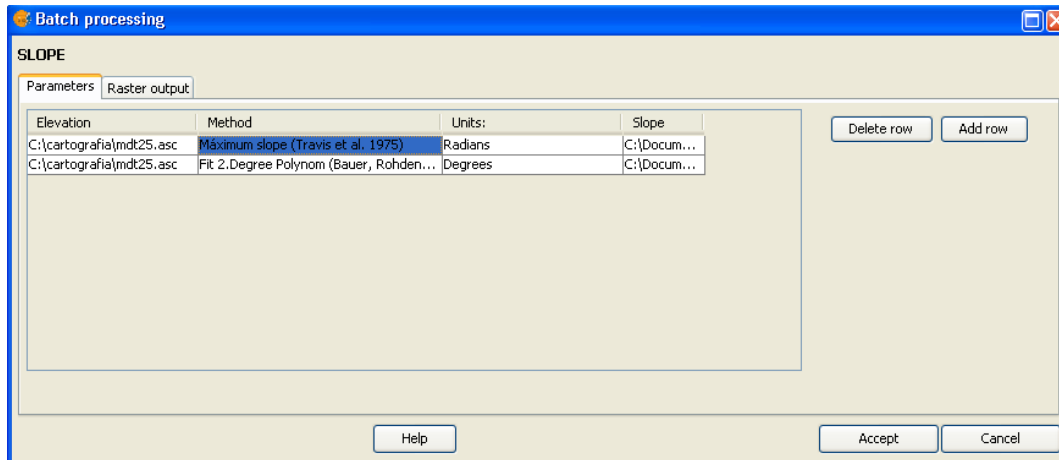 Batch processing
SLOPE
Parameters Raster output
Elevation Method Units: Slope
C:\cartografia\mdt25.asc Máximum slope (Travis et al. 1975) Radians C:\Docum...
C:\cartografia\mdt25.asc Fit 2.Degree Polynom (Bauer, Rohden... Degrees C:\Docum...
Delete row Add row
Help Accept Cancel